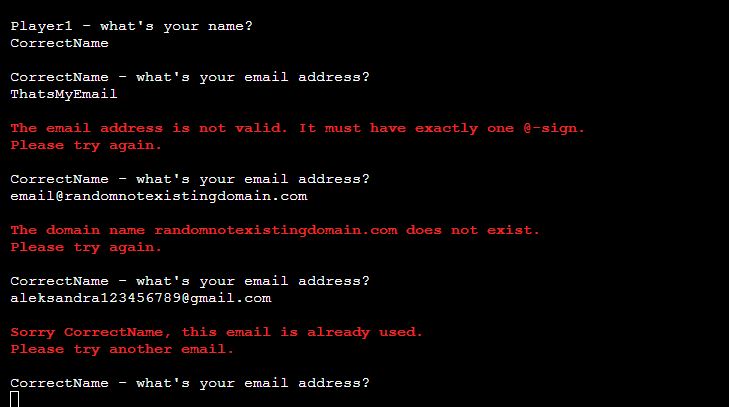 Player1 - what's your name?
CorrectName
CorrectName - what's your email address?
ThatsMyEmail
The email address is not valid. It must have exactly one @-sign.
Please try again.
CorrectName - what's your email address?
email@randomnotexistingdomain.com
The domain name randomnotexistingdomain.com does not exist.
Please try again.
CorrectName - what's your email address?
aleksandra123456789@gmail.com
Sorry CorrectName, this email is already used.
Please try another email.
CorrectName - what's your email address?